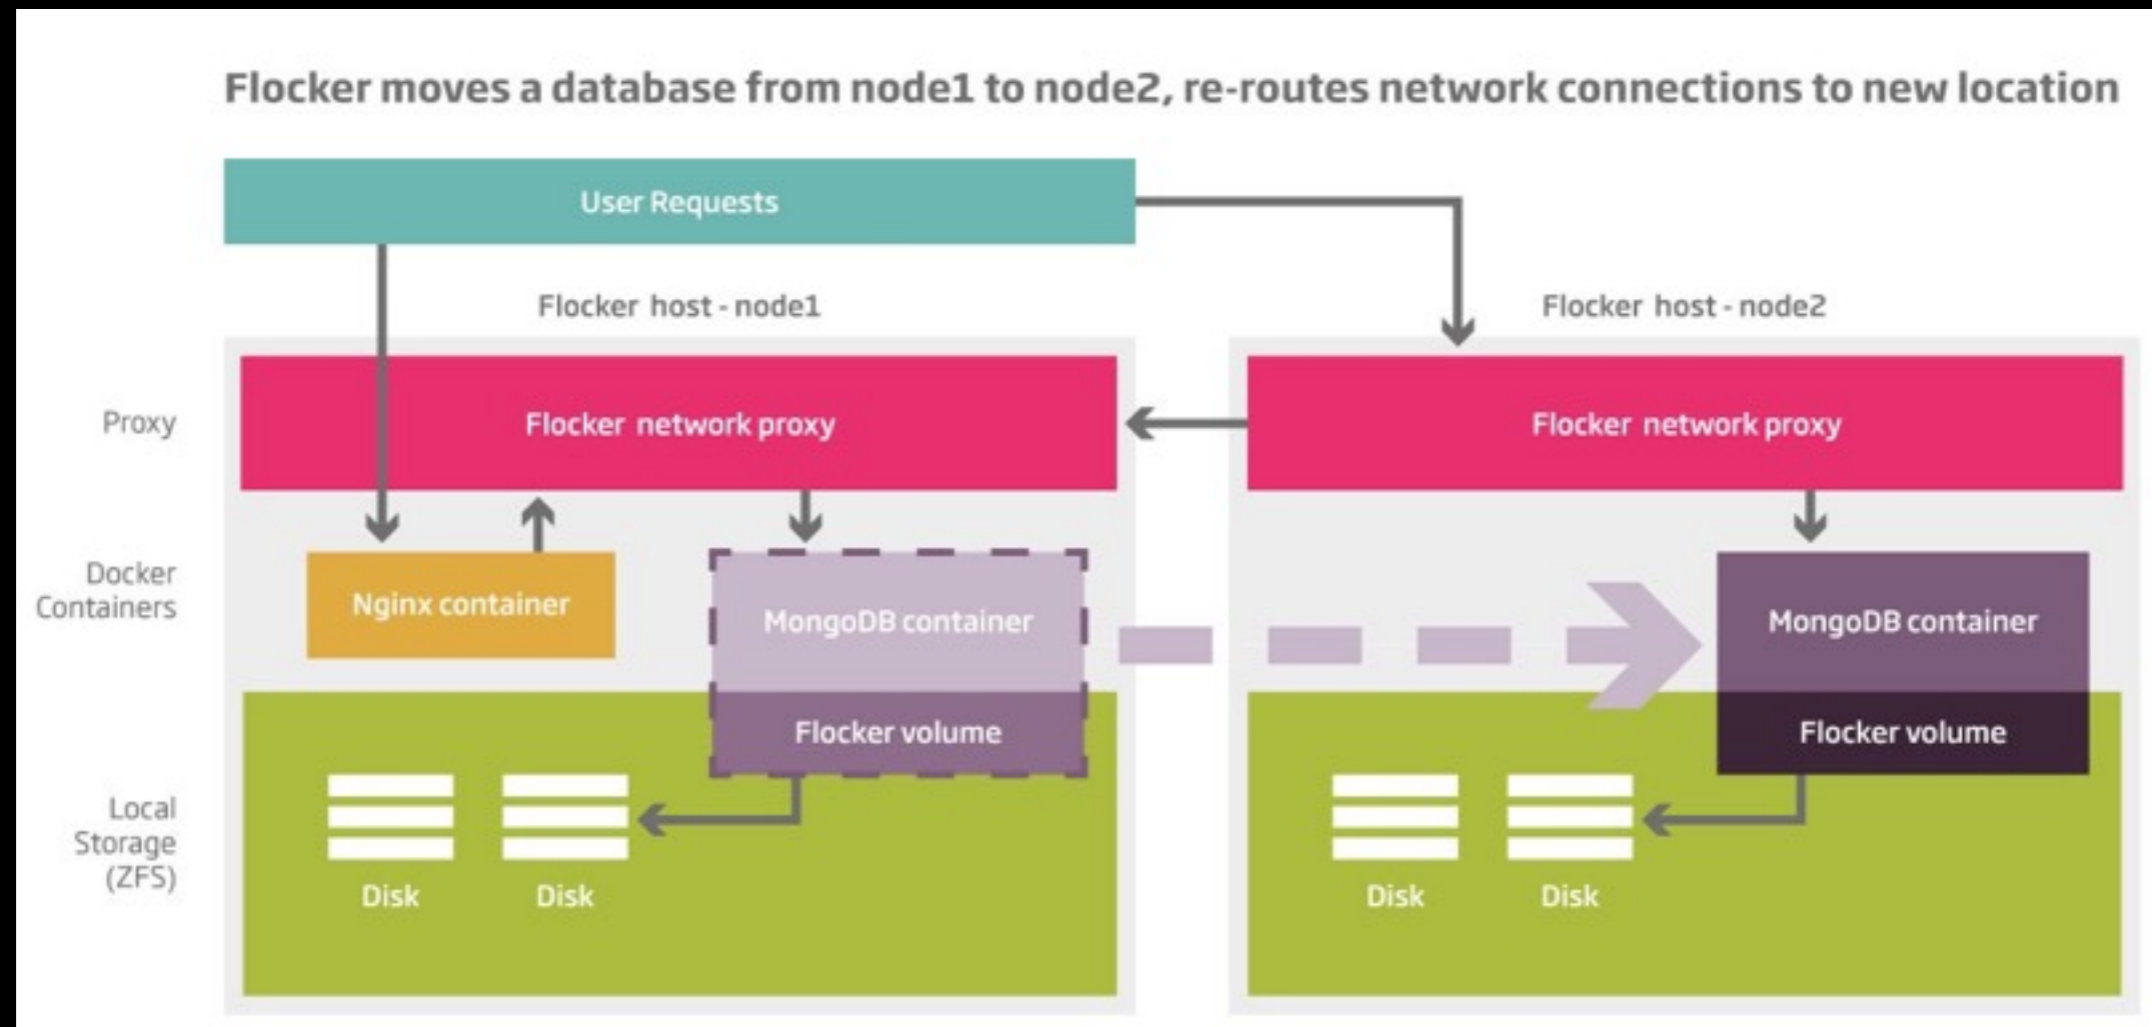 Flocker moves a database from node1 to node2, re-routes network connections to new location
User Requests
Flocker host - node1
Flocker host - node2
Proxy
Flocker network proxy
Flocker network proxy
Docker
Containers
Nginx container
MongoDB container
MongoDB container
Flocker volume
Flocker volume
Local
Storage
(ZFS)
Disk
Disk
Disk
Disk